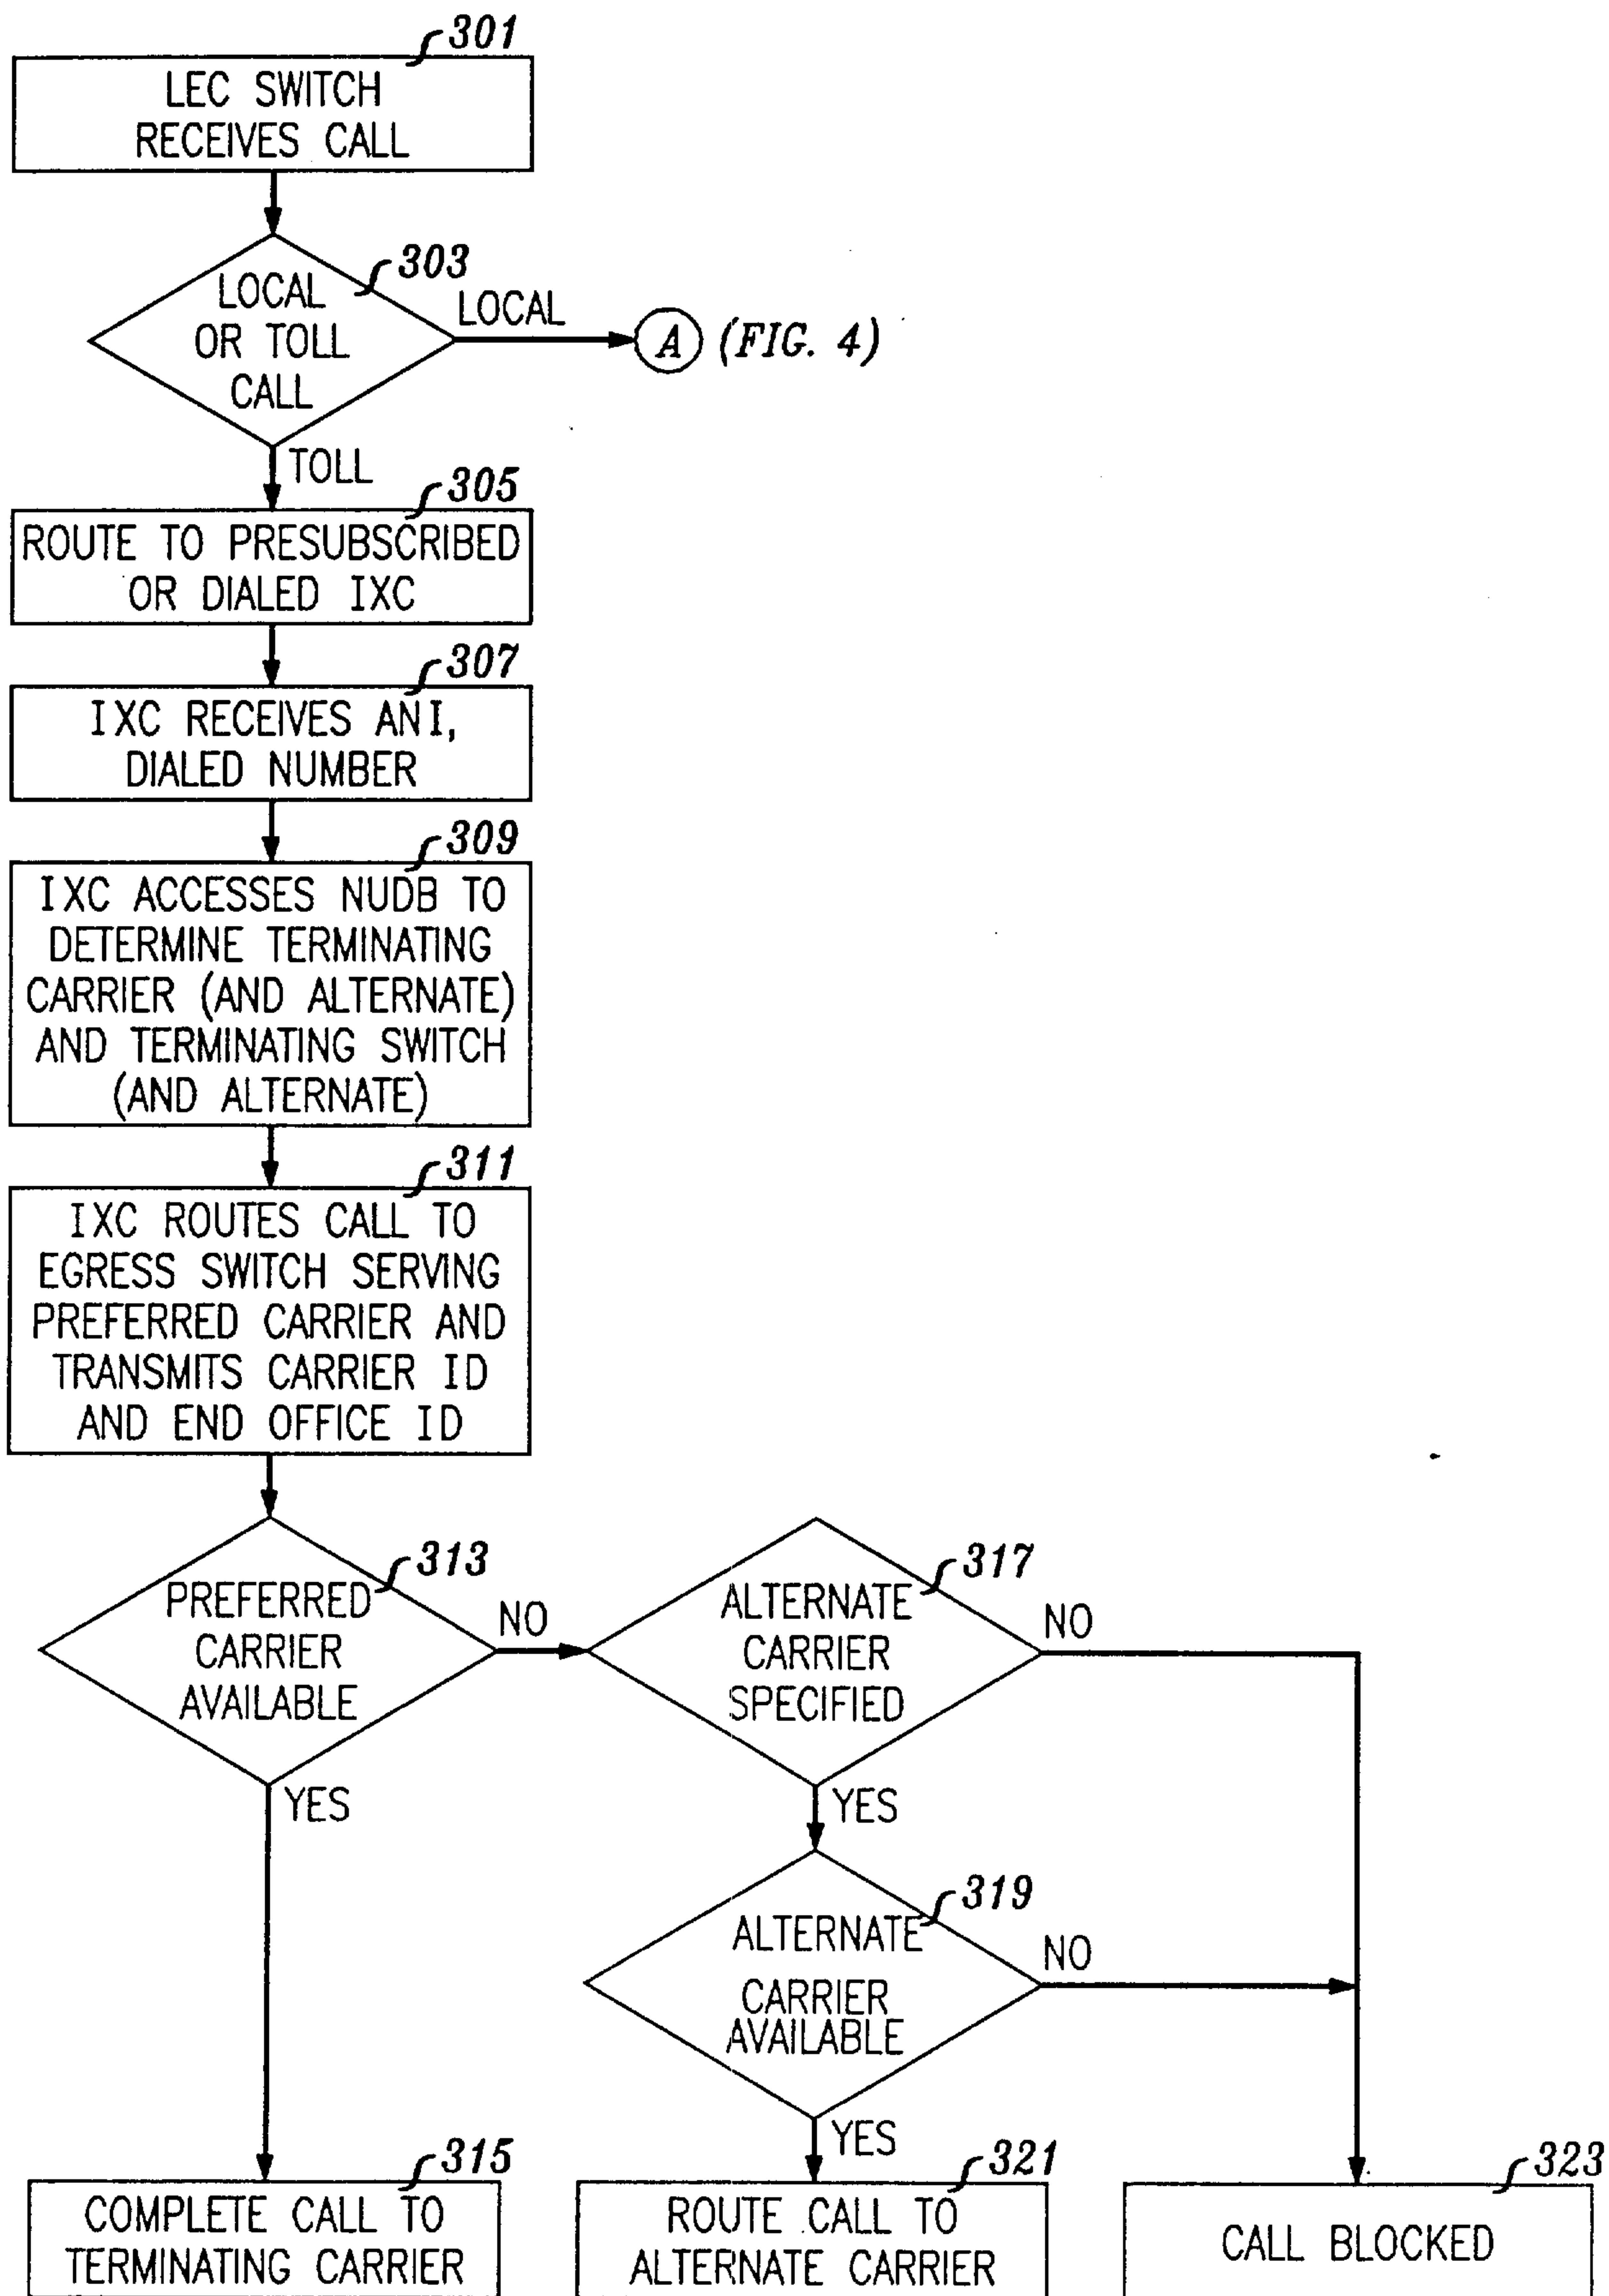 301
LEC SWITCH
RECEIVES CALL
303
LOCAL
OR TOLL
CALL
LOCAL
A (FIG. 4)
TOLL
305
ROUTE TO PRESUBSCRIBED
OR DIALED IXC
307
IXC RECEIVES ANI,
DIALED NUMBER
309
IXC ACCESSES NUDB TO
DETERMINE TERMINATING
CARRIER (AND ALTERNATE)
AND TERMINATING SWITCH
(AND ALTERNATE)
311
IXC ROUTES CALL TO
EGRESS SWITCH SERVING
PREFERRED CARRIER AND
TRANSMITS CARRIER ID
AND END OFFICE ID
313
PREFERRED
CARRIER
AVAILABLE
NO
YES
317
ALTERNATE
CARRIER
SPECIFIED
NO
YES
319
ALTERNATE
CARRIER
AVAILABLE
NO
YES
315
COMPLETE CALL TO
TERMINATING CARRIER
321
ROUTE CALL TO
ALTERNATE CARRIER
323
CALL BLOCKED